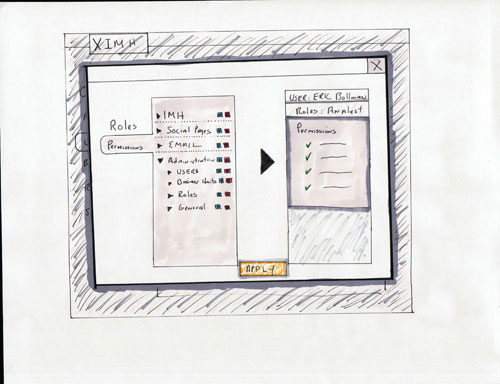 X IMH
X
Roles
Permissions
IMH
Social Pages
EMAIL
Administration
USERS
Business Units
Roles
General
USER: ERIC Bollman
Roles: Analyst
Permissions
APPLY